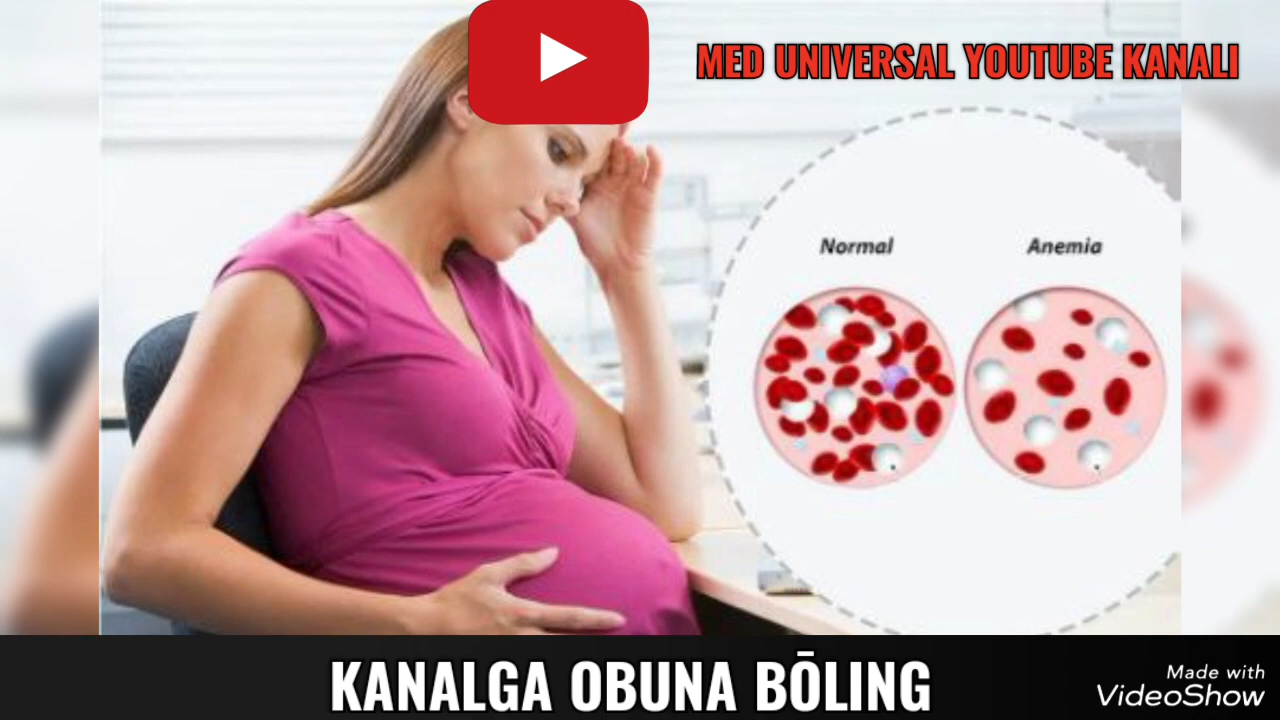 MED UNIVERSAL YOUTUBE KANALI
Normal
Anemia
KANALGA OBUNA BŌLING
Made with
VideoShow